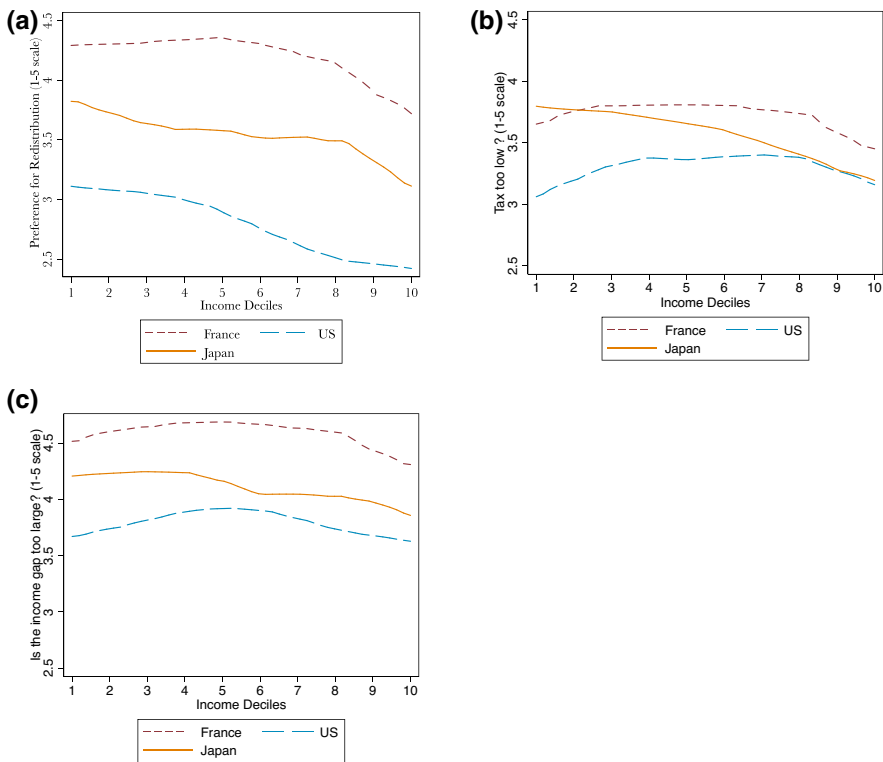 (a)
Preference for Redistribution (1-5 scale)
4.5
4
3.5
3
2.5
1 2 3 4 5 6 7 8 9 10
Income Deciles
France US
Japan
(b)
Tax too low ? (1-5 scale)
4.5
4
3.5
3
2.5
1 2 3 4 5 6 7 8 9 10
Income Deciles
France US
Japan
(c)
Is the income gap too large? (1-5 scale)
4.5
4
3.5
3
2.5
1 2 3 4 5 6 7 8 9 10
Income Deciles
France US
Japan